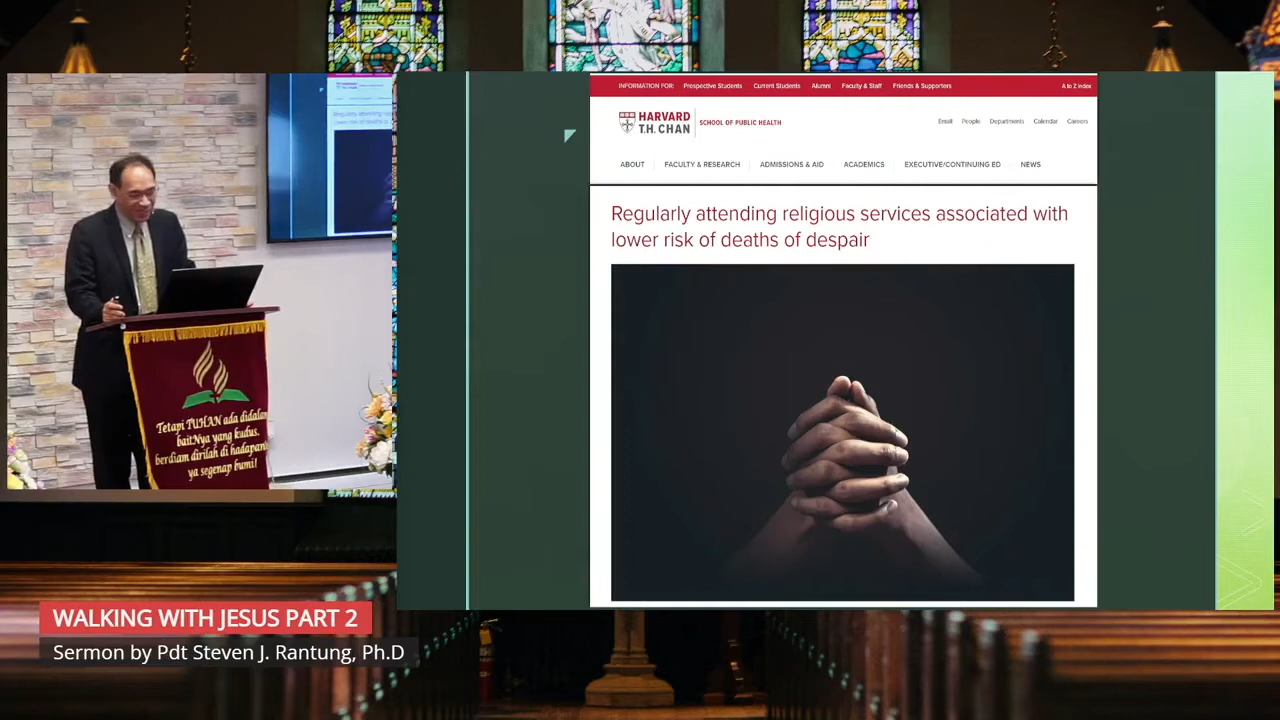 INFORMATION FOR: Prospective Students Current Students Alumni Faculty & Staff Friends & Supporters A to Z Index
HARVARD
T.H. CHAN
SCHOOL OF PUBLIC HEALTH
Email People Departments Calendar Careers
ABOUT FACULTY & RESEARCH ADMISSIONS & AID ACADEMICS EXECUTIVE/CONTINUING ED NEWS
Regularly attending religious services associated with
lower risk of deaths of despair
Tetapi TUHAN ada didalam
baitNya yang kudus.
berdiam dirilah di hadapan
ya segenap bumi!
WALKING WITH JESUS PART 2
Sermon by Pdt Steven J. Rantung, Ph.D